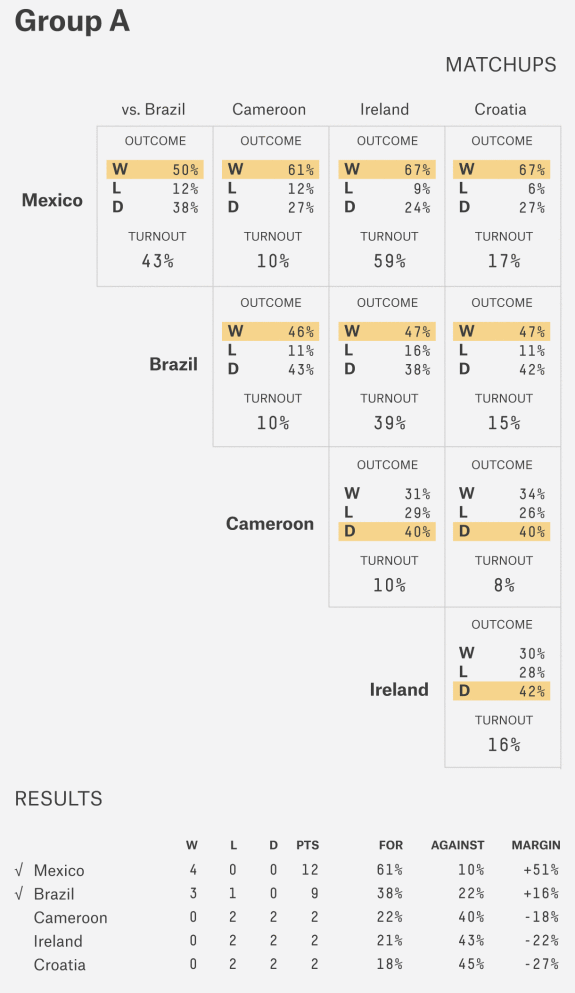 Group A
MATCHUPS
vs. Brazil Cameroon Ireland Croatia
OUTCOME OUTCOME OUTCOME OUTCOME
W 50% W 61% W 67% W 67%
L 12% L 12% L 9% L 6%
Mexico
D 38% D 27% D 24% D 27%
TURNOUT TURNOUT TURNOUT TURNOUT
43% 10% 59% 17%
OUTCOME OUTCOME OUTCOME
W 46% W 47% W 47%
L 11% L 16% L 11%
Brazil
D 43% D 38% D 42%
TURNOUT TURNOUT TURNOUT
10% 39% 15%
OUTCOME OUTCOME
W 31% W 34%
L 29% L 26%
Cameroon
D 40% D 40%
TURNOUT TURNOUT
10% 8%
OUTCOME
W 30%
L 28%
Ireland
D 42%
TURNOUT
16%
RESULTS
W L D PTS FOR AGAINST MARGIN
√ Mexico 4 0 0 12 61% 10% +51%
√ Brazil 3 1 0 9 38% 22% +16%
Cameroon 0 2 2 2 22% 40% -18%
Ireland 0 2 2 2 21% 43% -22%
Croatia 0 2 2 2 18% 45% -27%